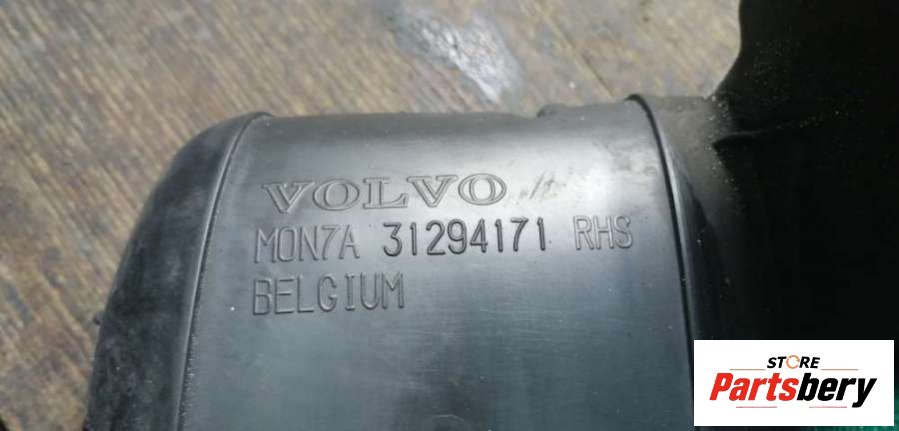 VOLVO
MON7A 31294171 RHS
BELGIUM
STORE
Partsbery